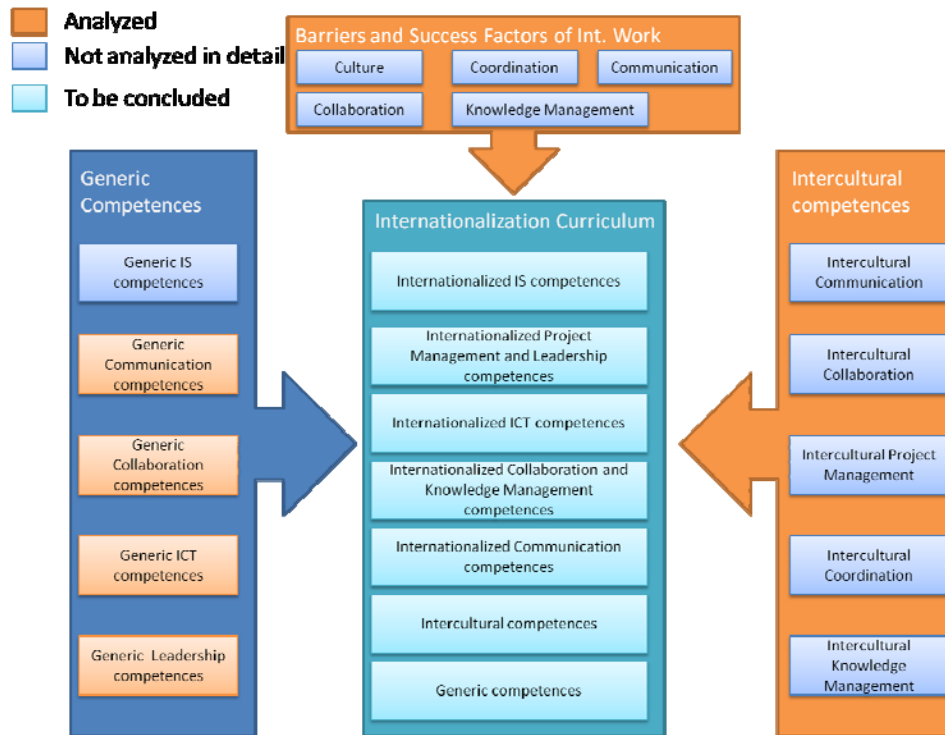 Analyzed
Not analyzed in detail
To be concluded
Barriers and Success Factors of Int. Work
Culture
Coordination
Communication
Collaboration
Knowledge Management
Generic
Competences
Generic IS
competences
Generic
Communication
competences
Generic
Collaboration
competences
Generic ICT
competences
Generic Leadership
competences
Internationalization Curriculum
Internationalized IS competences
Internationalized Project
Management and Leadership
competences
Internationalized ICT competences
Internationalized Collaboration and
Knowledge Management
competences
Internationalized Communication
competences
Intercultural competences
Generic competences
Intercultural
competences
Intercultural
Communication
Intercultural
Collaboration
Intercultural Project
Management
Intercultural
Coordination
Intercultural
Knowledge
Management